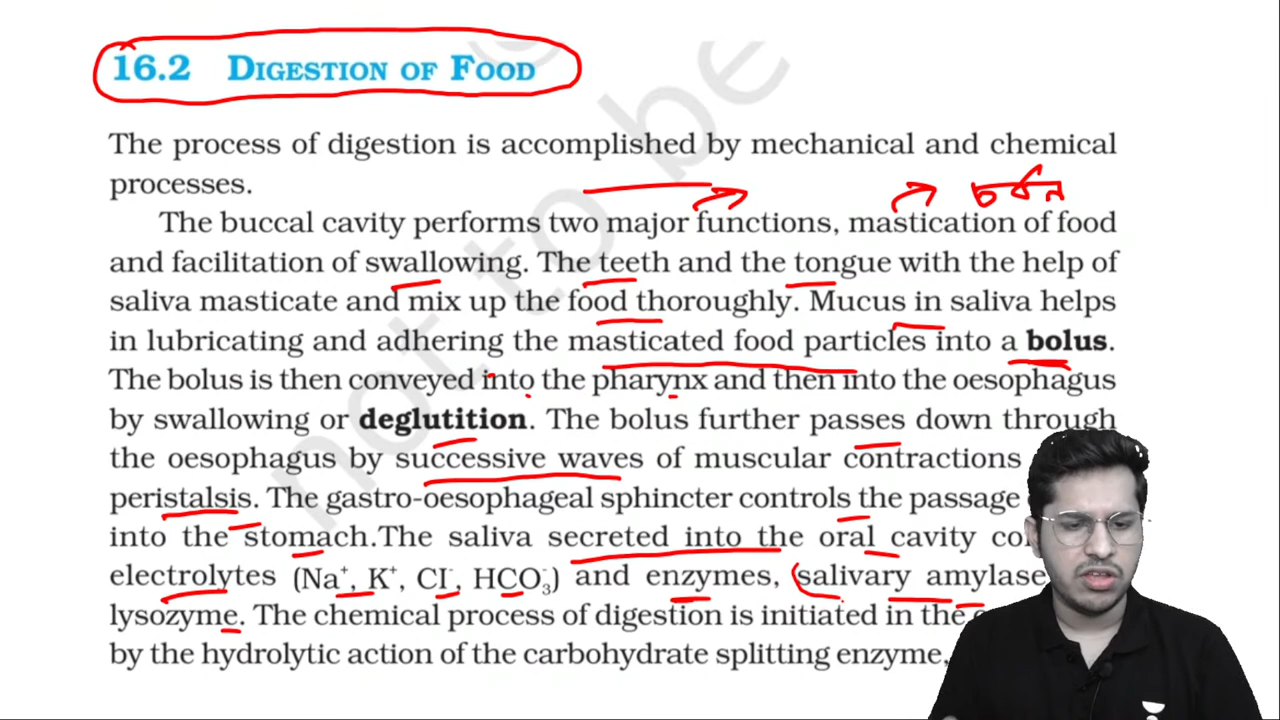 16.2 DIGESTION OF FOOD
The process of digestion is accomplished by mechanical and chemical
processes.
চর্বন
The buccal cavity performs two major functions, mastication of food
and facilitation of swallowing. The teeth and the tongue with the help of
saliva masticate and mix up the food thoroughly. Mucus in saliva helps
in lubricating and adhering the masticated food particles into a bolus.
The bolus is then conveyed into the pharynx and then into the oesophagus
by swallowing or deglutition. The bolus further passes down through
the oesophagus by successive waves of muscular contractions
peristalsis. The gastro-oesophageal sphincter controls the passage
into the stomach.The saliva secreted into the oral cavity
electrolytes (Na⁺, K⁺, Cl⁻, HCO₃⁻) and enzymes, salivary amylase
lysozyme. The chemical process of digestion is initiated in the
by the hydrolytic action of the carbohydrate splitting enzyme,
not to be